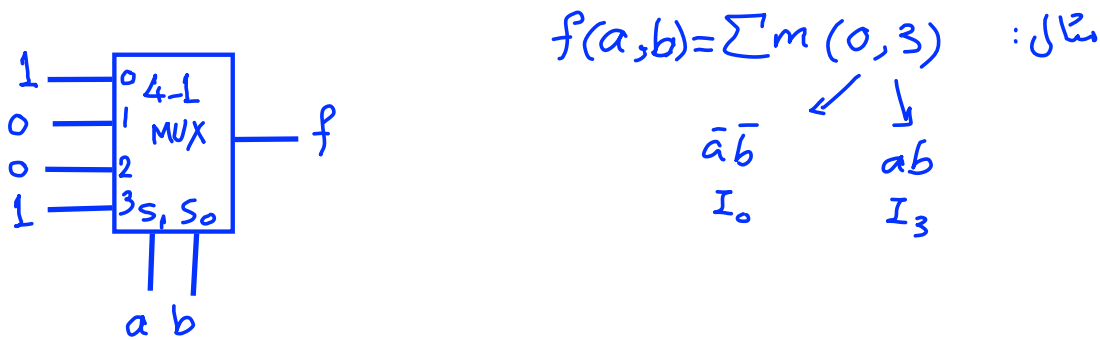 مثال: f(a,b)=∑m(0,3)
a̅ b̅
ab
I₀
I₃
1
0
0
1
0
1
2
3
4-1
MUX
S₁ S₀
f
a b